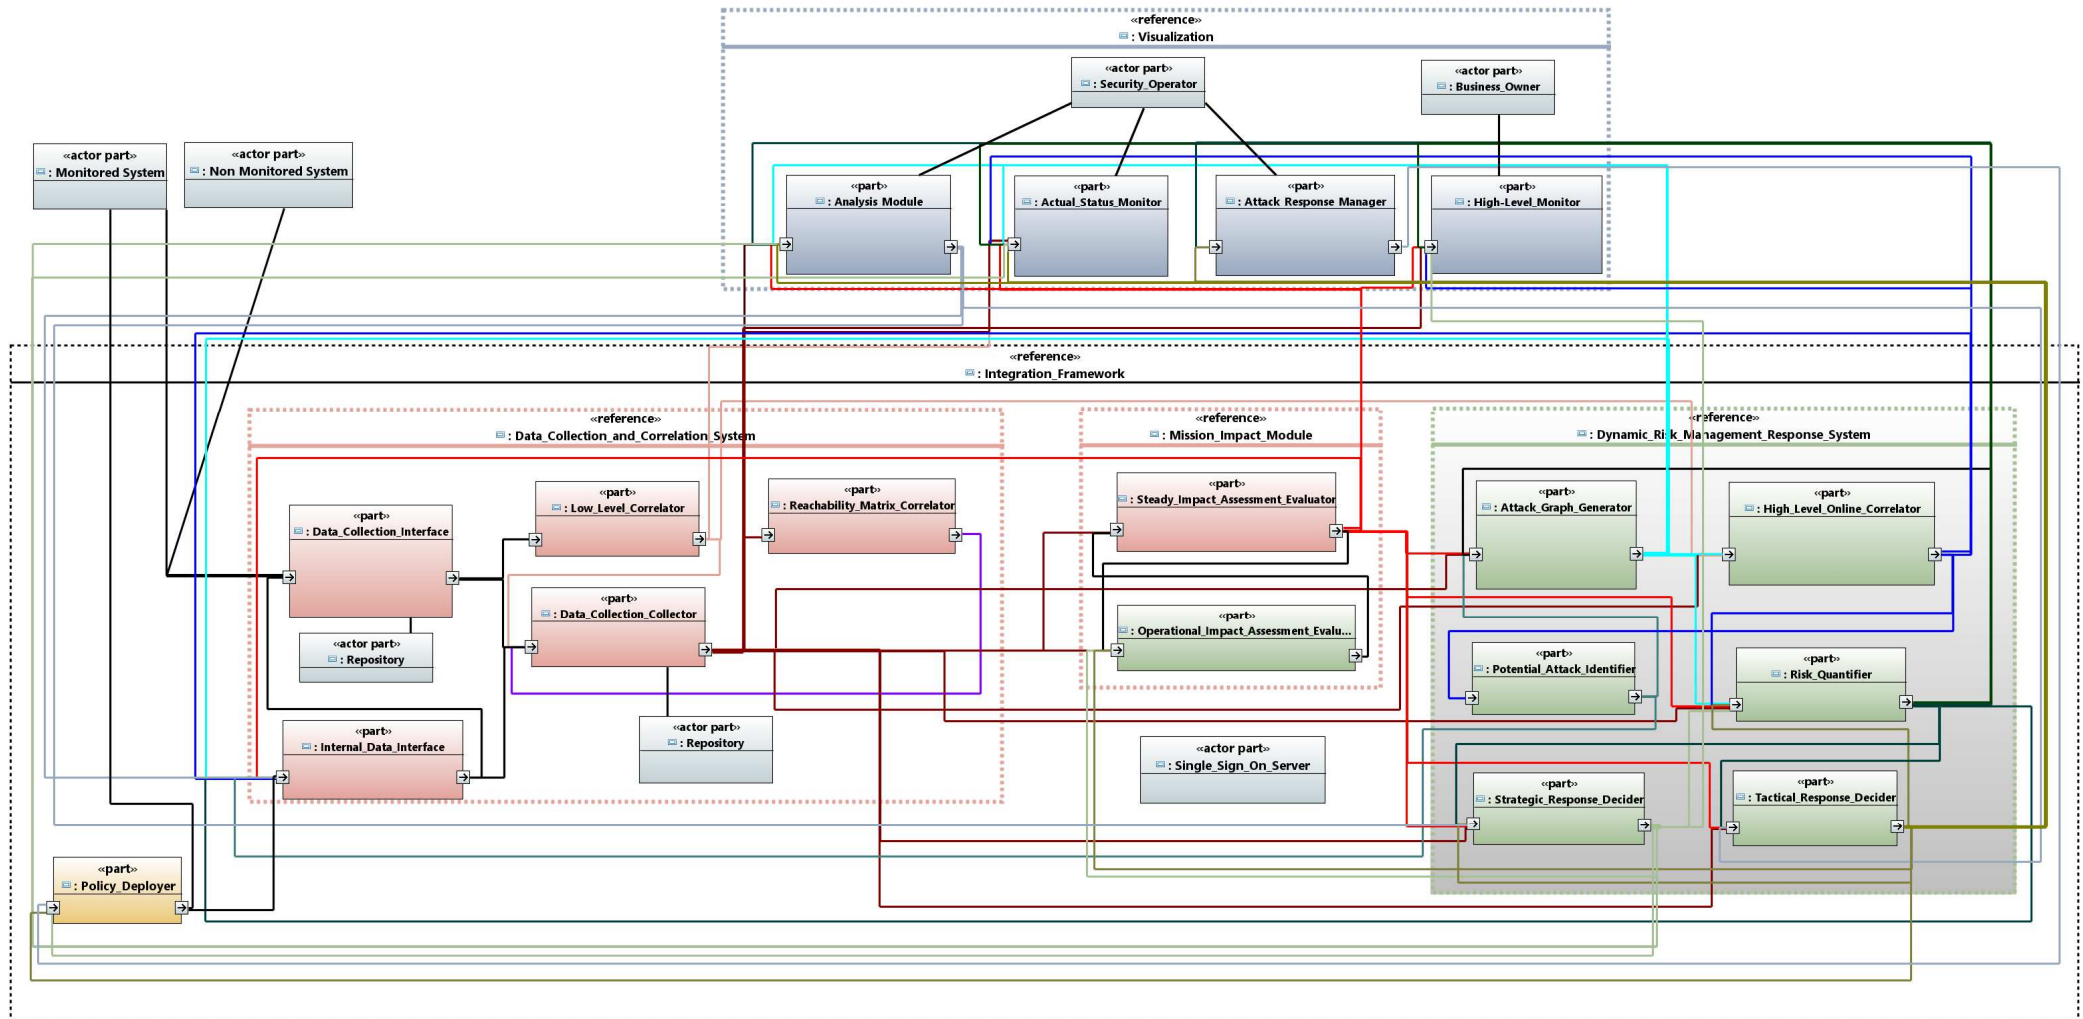 «reference»
: Visualization
«actor part»
: Security_Operator
«actor part»
: Business_Owner
«actor part»
: Monitored System
«actor part»
: Non Monitored System
«part»
: Analysis Module
«part»
: Actual_Status_Monitor
«part»
: Attack Response Manager
«part»
: High-Level_Monitor
«reference»
: Integration_Framework
«reference»
: Data_Collection_and_Correlation_System
«reference»
: Mission_Impact_Module
«reference»
: Dynamic_Risk_Management_Response_System
«part»
: Data_Collection_Interface
«part»
: Low_Level_Correlator
«part»
: Reachability_Matrix_Correlator
«part»
: Steady_Impact_Assessment_Evaluator
«part»
: Attack_Graph_Generator
«part»
: High_Level_Online_Correlator
«actor part»
: Repository
«part»
: Data_Collection_Collector
«part»
: Operational_Impact_Assessment_Evalu...
«part»
: Potential_Attack_Identifier
«part»
: Risk_Quantifier
«part»
: Internal_Data_Interface
«actor part»
: Repository
«actor part»
: Single_Sign_On_Server
«part»
: Strategic_Response_Decider
«part»
: Tactical_Response_Decider
«part»
: Policy_Deployer